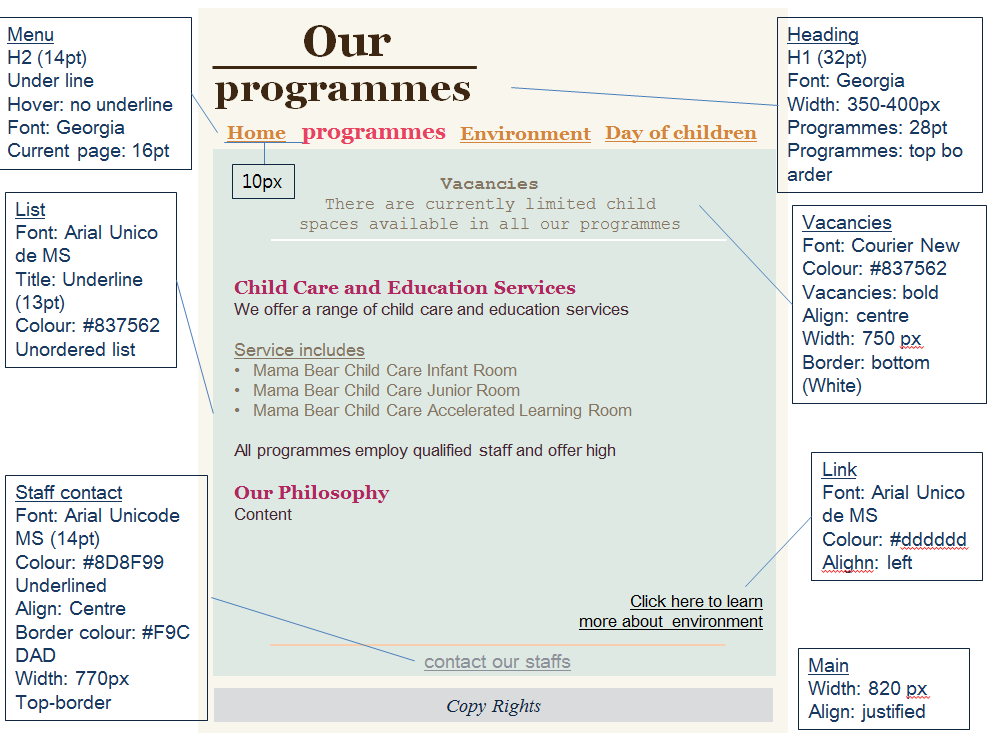 Menu
H2 (14pt)
Under line
Hover: no underline
Font: Georgia
Current page: 16pt
Our
programmes
Heading
H1 (32pt)
Font: Georgia
Width: 350-400px
Programmes: 28pt
Programmes: top bo
arder
Home programmes Environment Day of children
10px
Vacancies
There are currently limited child
spaces available in all our programmes
List
Font: Arial Unico
de MS
Title: Underline
(13pt)
Colour: #837562
Unordered list
Vacancies
Font: Courier New
Colour: #837562
Vacancies: bold
Align: centre
Width: 750 px
Border: bottom
(White)
Child Care and Education Services
We offer a range of child care and education services
Service includes
• Mama Bear Child Care Infant Room
• Mama Bear Child Care Junior Room
• Mama Bear Child Care Accelerated Learning Room
All programmes employ qualified staff and offer high
Our Philosophy
Content
Staff contact
Font: Arial Unicode
MS (14pt)
Colour: #8D8F99
Underlined
Align: Centre
Border colour: #F9C
DAD
Width: 770px
Top-border
Link
Font: Arial Unico
de MS
Colour: #dddddd
Alighn: left
Click here to learn
more about environment
contact our staffs
Main
Width: 820 px
Align: justified
Copy Rights